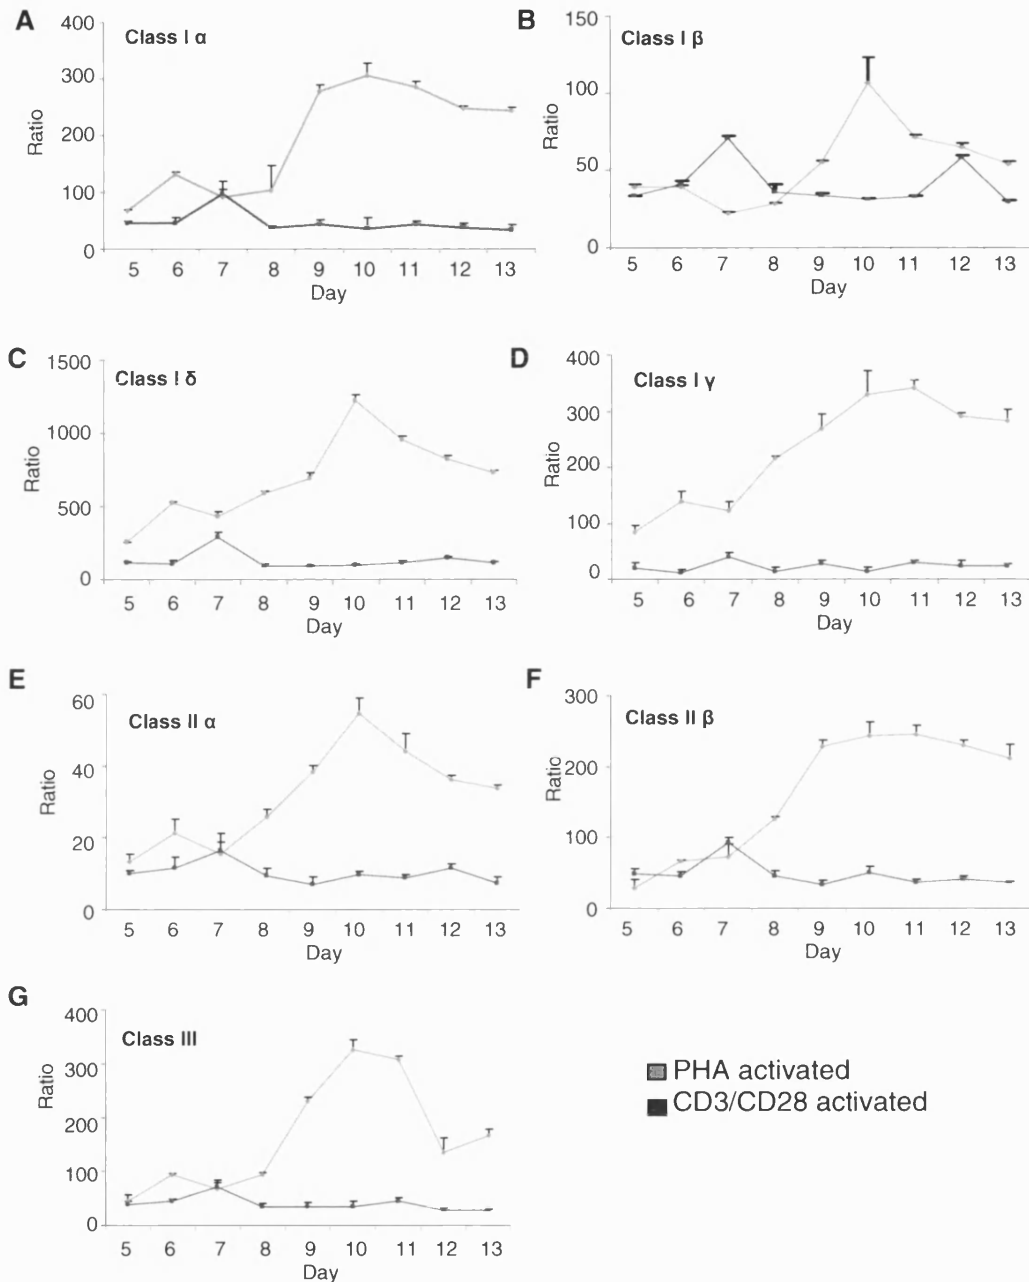 A
Class I α
400
300
200
100
0
Ratio
5 6 7 8 9 10 11 12 13
Day
B
Class I β
150
100
50
0
Ratio
5 6 7 8 9 10 11 12 13
Day
C
Class I δ
1500
1000
500
0
Ratio
5 6 7 8 9 10 11 12 13
Day
D
Class I γ
400
300
200
100
0
Ratio
5 6 7 8 9 10 11 12 13
Day
E
Class II α
60
40
20
0
Ratio
5 6 7 8 9 10 11 12 13
Day
F
Class II β
300
200
100
0
Ratio
5 6 7 8 9 10 11 12 13
Day
G
Class III
400
300
200
100
0
Ratio
5 6 7 8 9 10 11 12 13
Day
PHA activated
CD3/CD28 activated